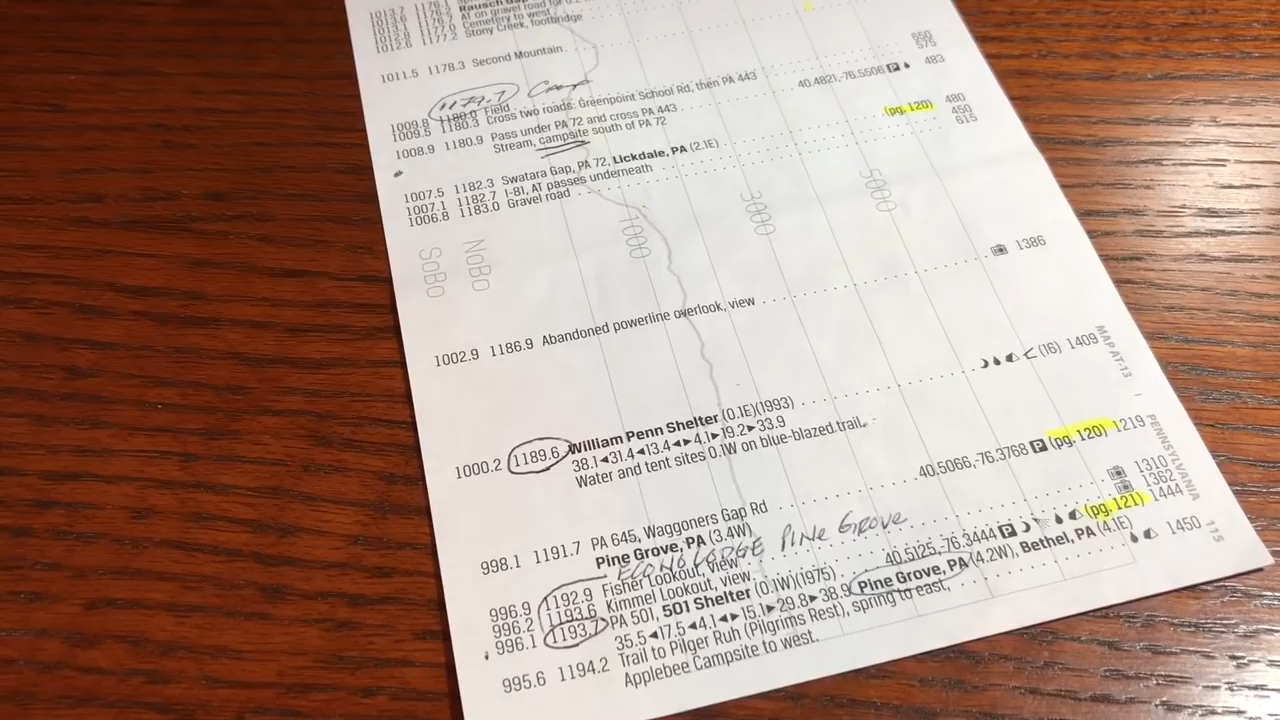 1013.7 1176.1
1013.6 1176.2 Rausch Gap
1013.1 1176.7 AT on gravel road for 0.2
1012.8 1177.0 Cemetery to west
1012.6 1177.2 Stony Creek, footbridge
1011.5 1178.3 Second Mountain 650
575
1179.7 Camp
1009.8 1180.0 Field
1009.5 1180.3 Cross two roads: Greenpoint School Rd, then PA 443 40.4821,-76.5506 P 483
1008.9 1180.9 Pass under PA 72 and cross PA 443
Stream, campsite south of PA 72
1007.5 1182.3 Swatara Gap, PA 72, Lickdale, PA (2.1E) (pg. 120) 480
1007.1 1182.7 I-81, AT passes underneath 450
1006.8 1183.0 Gravel road 615
SoBo NoBo 1000 3000 5000
1002.9 1186.9 Abandoned powerline overlook, view 1386
MAP AT-13
1000.2 1189.6 William Penn Shelter (0.1E)(1993) (16) 1409
38.1◄31.4◄13.4◄►4.1►19.2►33.9
Water and tent sites 0.1W on blue-blazed trail.
998.1 1191.7 PA 645, Waggoners Gap Rd 40.5066,-76.3768 P (pg. 120) 1219
Pine Grove, PA (3.4W)
ECONO LODGE PINE GROVE
996.9 1192.9 Fisher Lookout, view 1310
996.2 1193.6 Kimmel Lookout, view 1362
996.1 1193.7 PA 501, 501 Shelter (0.1W)(1975) 40.5125,-76.3444 P (pg. 121) 1444
35.5◄17.5◄4.1◄►15.1►29.8►38.9 Pine Grove, PA (4.2W), Bethel, PA (4.1E)
995.6 1194.2 Trail to Pilger Ruh (Pilgrims Rest), spring to east, 1450
Applebee Campsite to west.
PENNSYLVANIA 115